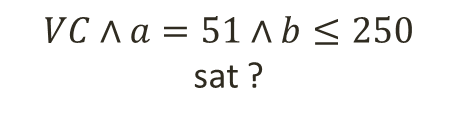 VC ∧ a = 51 ∧ b ≤ 250
sat ?